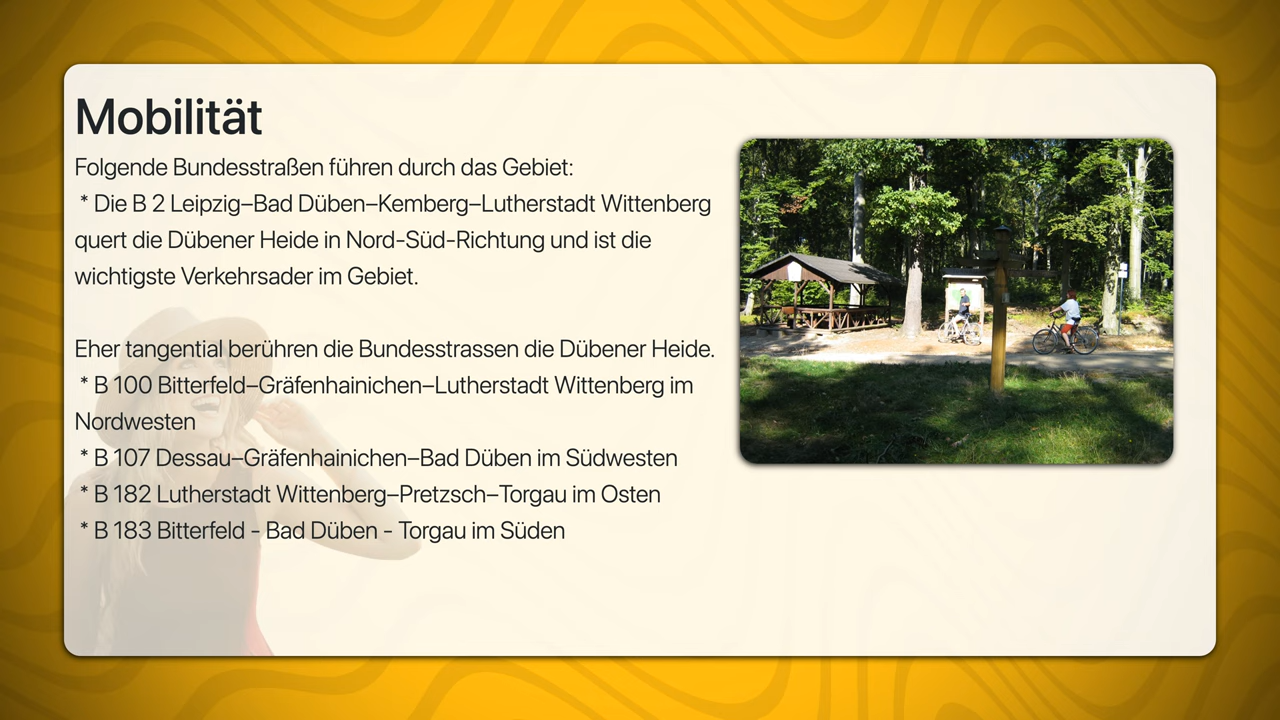 Mobilität
Folgende Bundesstraßen führen durch das Gebiet:
* Die B 2 Leipzig–Bad Düben–Kemberg–Lutherstadt Wittenberg
quert die Dübener Heide in Nord-Süd-Richtung und ist die
wichtigste Verkehrsader im Gebiet.
Eher tangential berühren die Bundesstrassen die Dübener Heide.
* B 100 Bitterfeld–Gräfenhainichen–Lutherstadt Wittenberg im
Nordwesten
* B 107 Dessau–Gräfenhainichen–Bad Düben im Südwesten
* B 182 Lutherstadt Wittenberg–Pretzsch–Torgau im Osten
* B 183 Bitterfeld - Bad Düben - Torgau im Süden